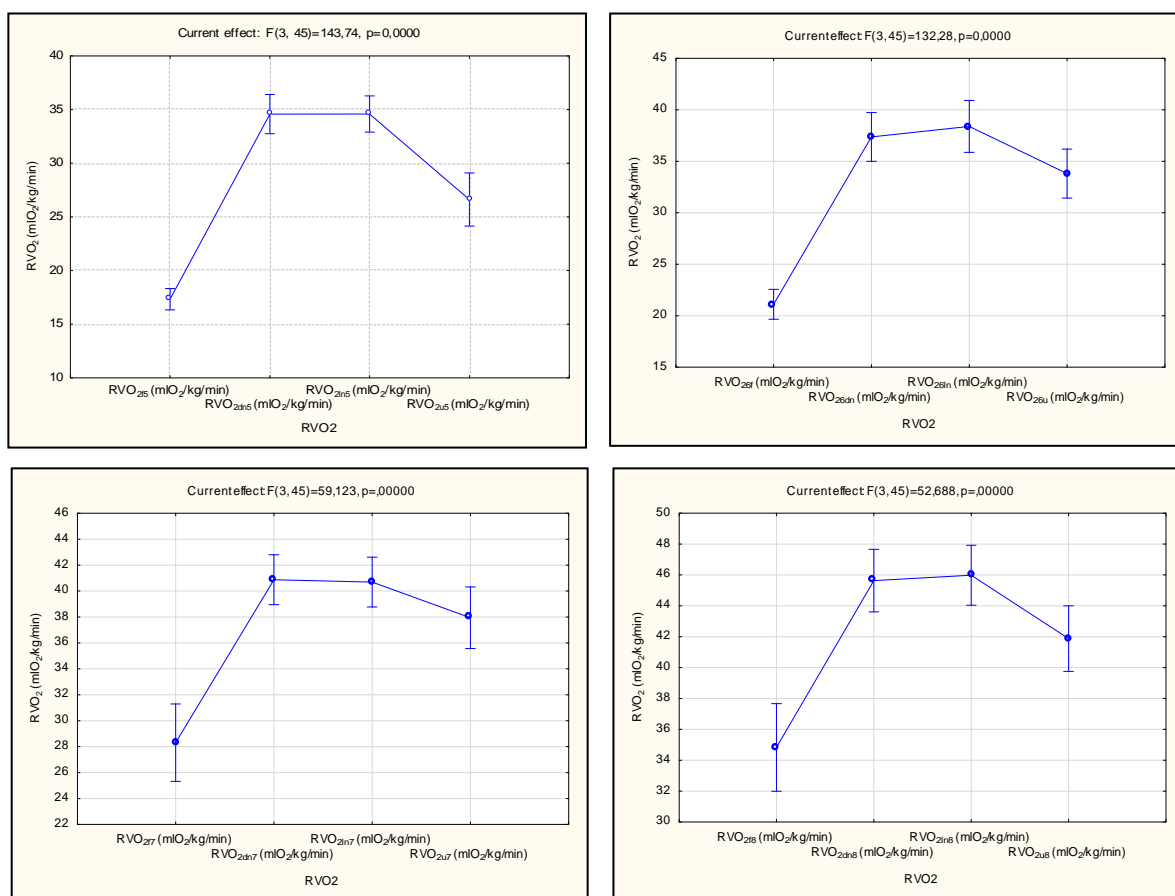 Current effect: F(3, 45)=143,74, p=0,0000
40
35
30
25
20
15
10
RVO₂ (mlO₂/kg/min)
RVO₂f5 (mlO₂/kg/min)
RVO₂dn5 (mlO₂/kg/min)
RVO₂ln5 (mlO₂/kg/min)
RVO₂u5 (mlO₂/kg/min)
RVO2
Current effect: F(3, 45)=132,28, p=0,0000
45
40
35
30
25
20
15
RVO₂ (mlO₂/kg/min)
RVO₂6f (mlO₂/kg/min)
RVO₂6dn (mlO₂/kg/min)
RVO₂6ln (mlO₂/kg/min)
RVO₂6u (mlO₂/kg/min)
RVO2
Current effect: F(3, 45)=59,123, p=,00000
46
44
42
40
38
36
34
32
30
28
26
24
22
RVO₂ (mlO₂/kg/min)
RVO₂f7 (mlO₂/kg/min)
RVO₂dn7 (mlO₂/kg/min)
RVO₂ln7 (mlO₂/kg/min)
RVO₂u7 (mlO₂/kg/min)
RVO2
Current effect: F(3, 45)=52,688, p=,00000
50
48
46
44
42
40
38
36
34
32
30
RVO₂ (mlO₂/kg/min)
RVO₂f8 (mlO₂/kg/min)
RVO₂dn8 (mlO₂/kg/min)
RVO₂ln8 (mlO₂/kg/min)
RVO₂u8 (mlO₂/kg/min)
RVO2